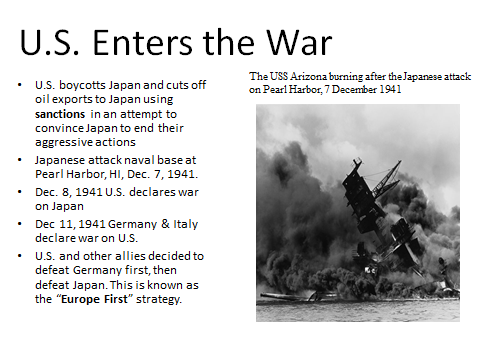 U.S. Enters the War
• U.S. boycotts Japan and cuts off
oil exports to Japan using
sanctions in an attempt to
convince Japan to end their
aggressive actions
• Japanese attack naval base at
Pearl Harbor, HI, Dec. 7, 1941.
• Dec. 8, 1941 U.S. declares war
on Japan
• Dec 11, 1941 Germany & Italy
declare war on U.S.
• U.S. and other allies decided to
defeat Germany first, then
defeat Japan. This is known as
the “Europe First” strategy.
The USS Arizona burning after the Japanese attack
on Pearl Harbor, 7 December 1941